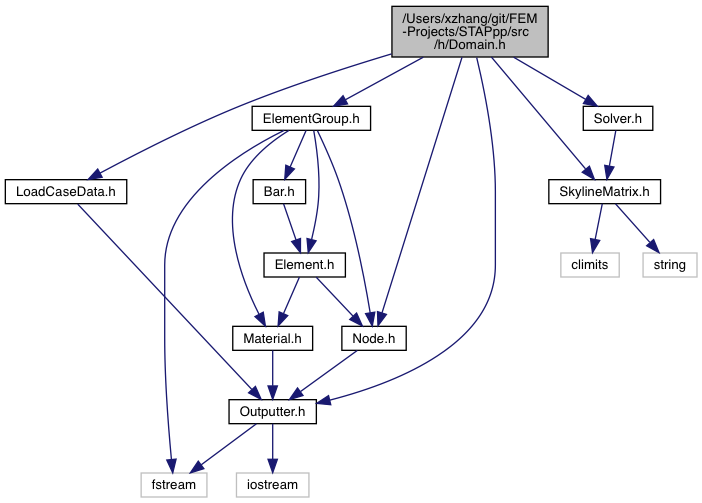 /Users/xzhang/git/FEM
-Projects/STAPpp/src
/h/Domain.h
ElementGroup.h
Solver.h
LoadCaseData.h
Bar.h
SkylineMatrix.h
Element.h
climits
string
Material.h
Node.h
Outputter.h
fstream
iostream